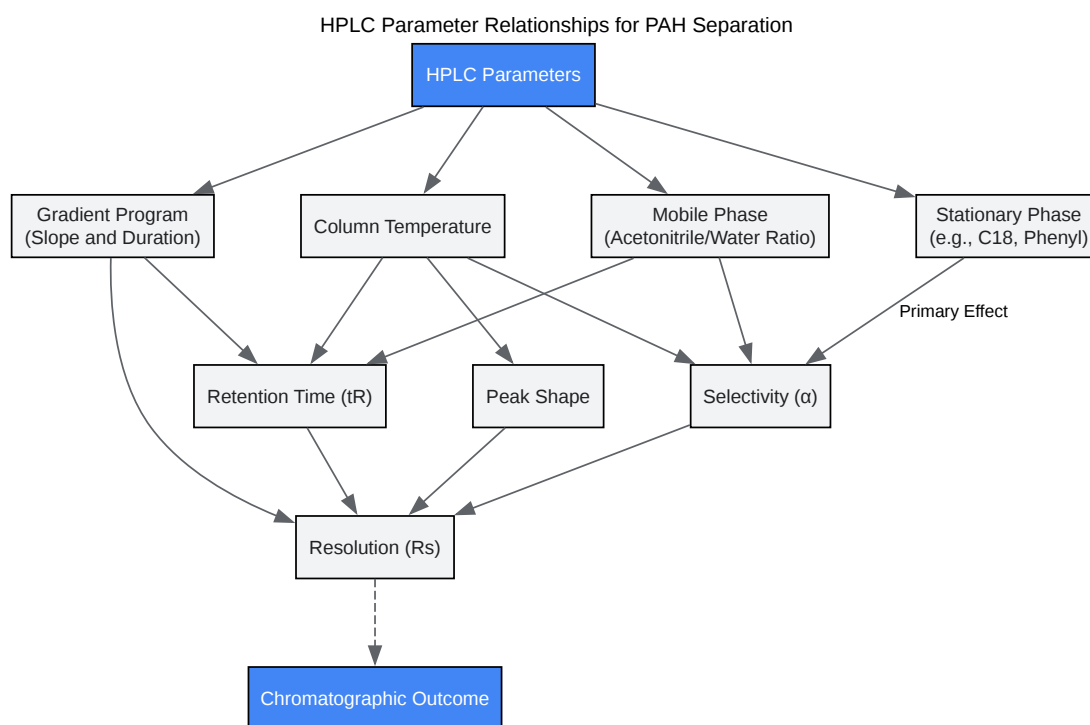 HPLC Parameter Relationships for PAH Separation
HPLC Parameters
Gradient Program
(Slope and Duration)
Column Temperature
Mobile Phase
(Acetonitrile/Water Ratio)
Stationary Phase
(e.g., C18, Phenyl)
Primary Effect
Retention Time (tR)
Peak Shape
Selectivity (α)
Resolution (Rs)
Chromatographic Outcome